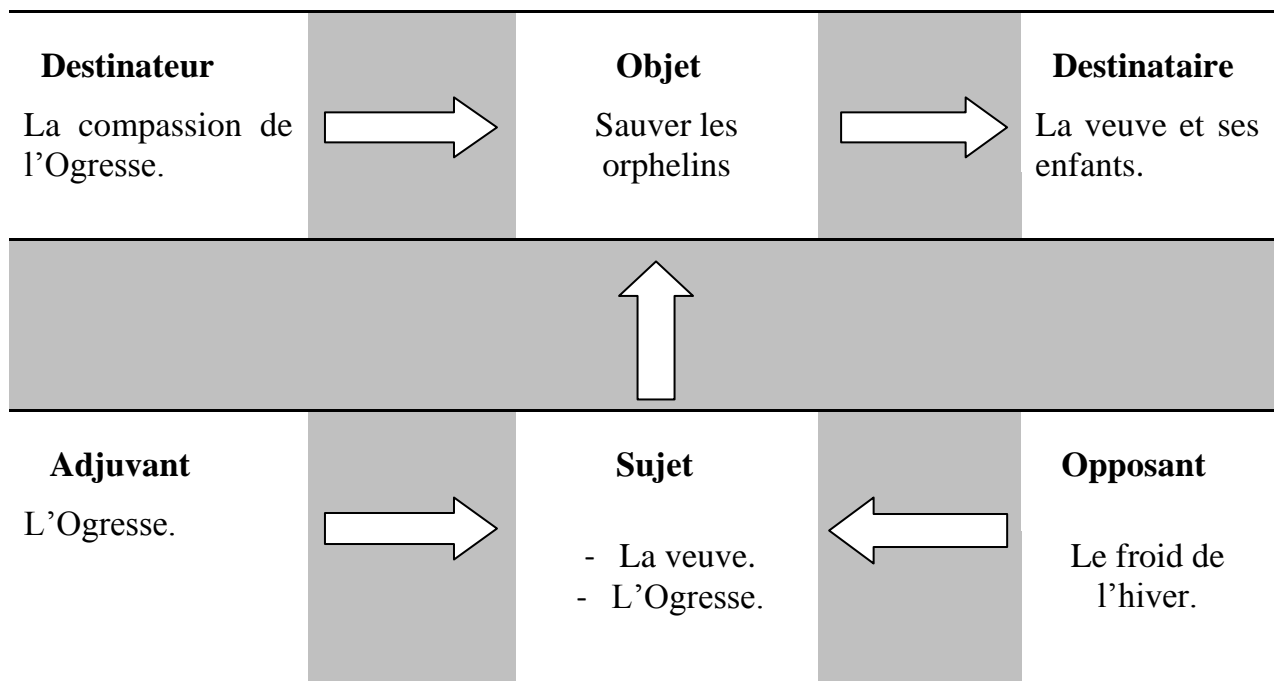 Destinateur
La compassion de
l’Ogresse.
Objet
Sauver les
orphelins
Destinataire
La veuve et ses
enfants.
Adjuvant
L’Ogresse.
Sujet
- La veuve.
- L’Ogresse.
Opposant
Le froid de
l’hiver.